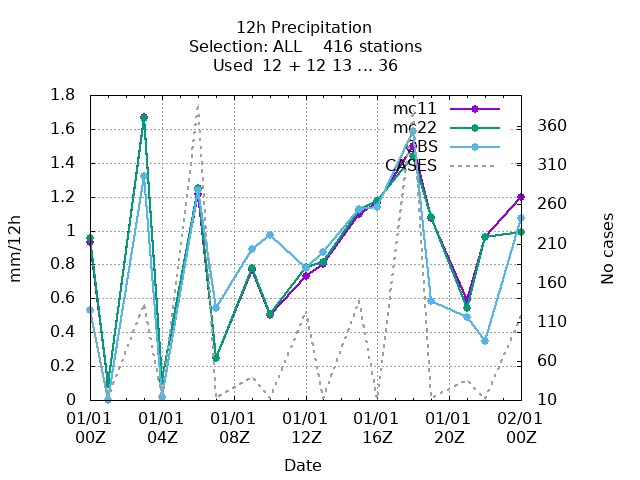 12h Precipitation
Selection: ALL    416 stations
Used  12 + 12 13 ... 36
mm/12h
1.8
1.6
1.4
1.2
1
0.8
0.6
0.4
0.2
0
mc11
mc22
OBS
CASES
360
310
260
210
160
110
60
10
No cases
01/01 01/01 01/01 01/01 01/01 01/01 02/01
00Z 04Z 08Z 12Z 16Z 20Z 00Z
Date